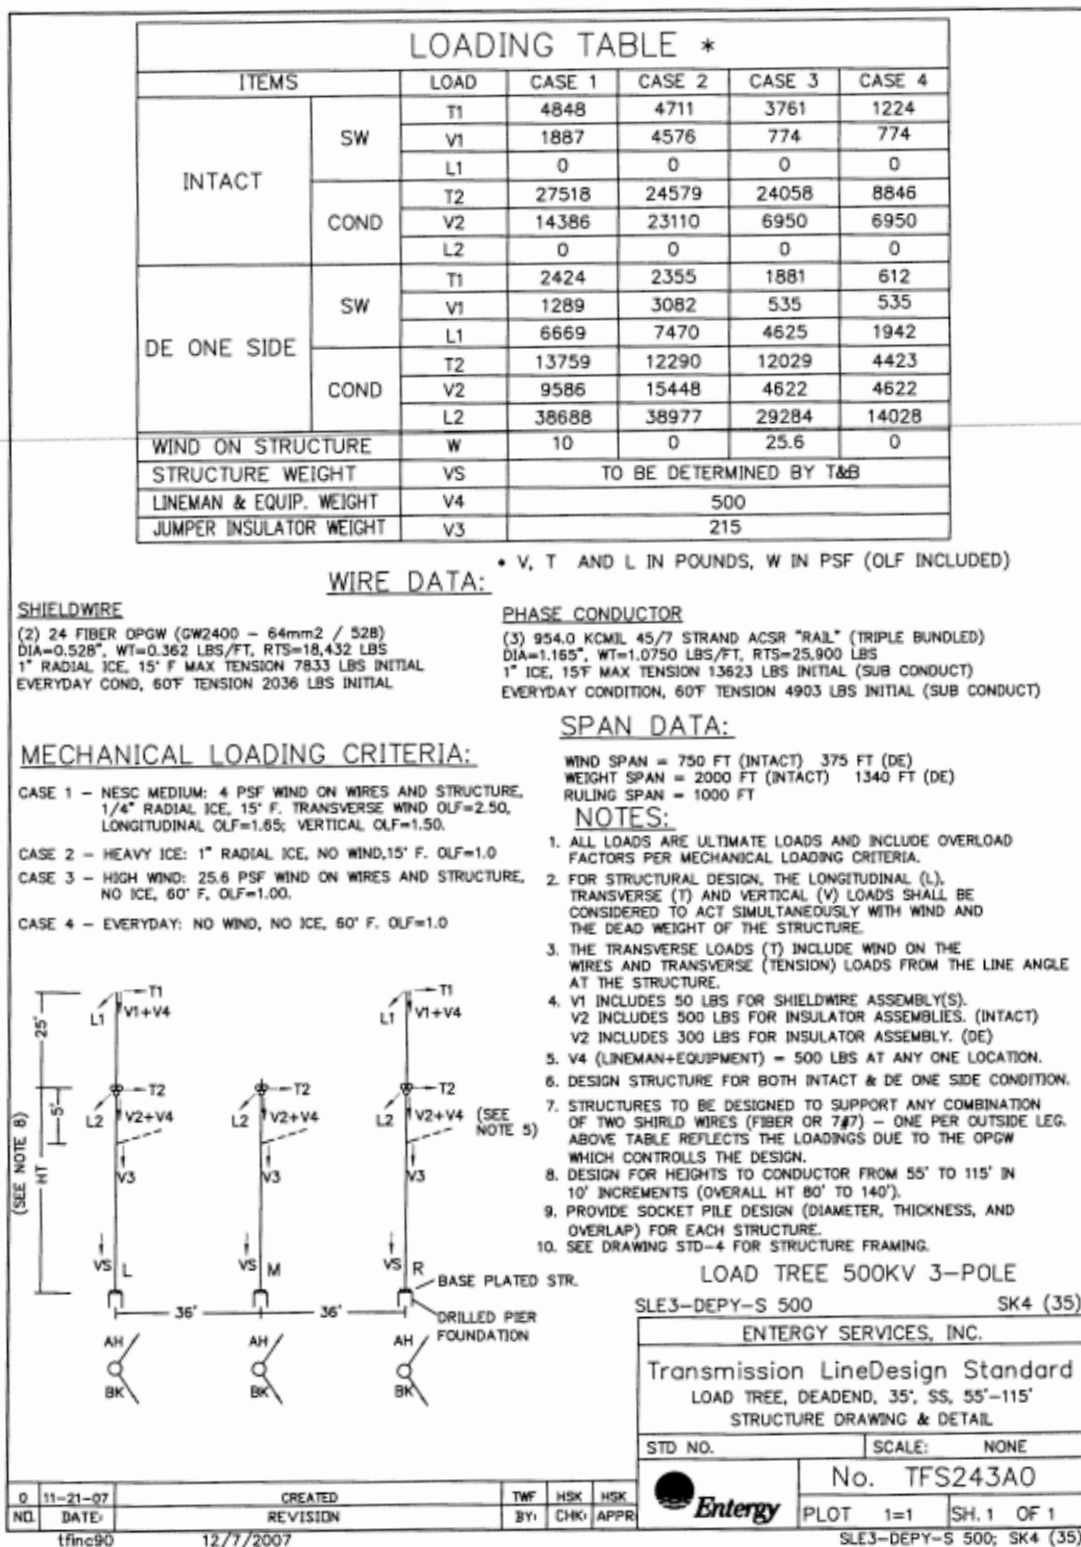 LOADING TABLE *
ITEMS LOAD CASE 1 CASE 2 CASE 3 CASE 4
INTACT
SW
T1 4848 4711 3761 1224
V1 1887 4576 774 774
L1 0 0 0 0
COND
T2 27518 24579 24058 8846
V2 14386 23110 6950 6950
L2 0 0 0 0
DE ONE SIDE
SW
T1 2424 2355 1881 612
V1 1289 3082 535 535
L1 6669 7470 4625 1942
COND
T2 13759 12290 12029 4423
V2 9586 15448 4622 4622
L2 38688 38977 29284 14028
WIND ON STRUCTURE W 10 0 25.6 0
STRUCTURE WEIGHT VS TO BE DETERMINED BY T&B
LINEMAN & EQUIP. WEIGHT V4 500
JUMPER INSULATOR WEIGHT V3 215
* V, T AND L IN POUNDS, W IN PSF (OLF INCLUDED)
WIRE DATA:
SHIELDWIRE
(2) 24 FIBER OPGW (GW2400 - 64mm2 / 528)
DIA=0.528", WT=0.362 LBS/FT, RTS=18,432 LBS
1" RADIAL ICE, 15° F MAX TENSION 7833 LBS INITIAL
EVERYDAY COND, 60°F TENSION 2036 LBS INITIAL
PHASE CONDUCTOR
(3) 954.0 KCMIL 45/7 STRAND ACSR "RAIL" (TRIPLE BUNDLED)
DIA=1.165", WT=1.0750 LBS/FT, RTS=25,900 LBS
1" ICE, 15°F MAX TENSION 13623 LBS INITIAL (SUB CONDUCT)
EVERYDAY CONDITION, 60°F TENSION 4903 LBS INITIAL (SUB CONDUCT)
SPAN DATA:
WIND SPAN = 750 FT (INTACT) 375 FT (DE)
WEIGHT SPAN = 2000 FT (INTACT) 1340 FT (DE)
RULING SPAN = 1000 FT
MECHANICAL LOADING CRITERIA:
CASE 1 - NESC MEDIUM: 4 PSF WIND ON WIRES AND STRUCTURE,
1/4" RADIAL ICE, 15° F. TRANSVERSE WIND OLF=2.50,
LONGITUDINAL OLF=1.65; VERTICAL OLF=1.50.
CASE 2 - HEAVY ICE: 1" RADIAL ICE, NO WIND,15° F. OLF=1.0
CASE 3 - HIGH WIND: 25.6 PSF WIND ON WIRES AND STRUCTURE,
NO ICE, 60° F, OLF=1.00.
CASE 4 - EVERYDAY: NO WIND, NO ICE, 60° F. OLF=1.0
NOTES:
1. ALL LOADS ARE ULTIMATE LOADS AND INCLUDE OVERLOAD
FACTORS PER MECHANICAL LOADING CRITERIA.
2. FOR STRUCTURAL DESIGN, THE LONGITUDINAL (L),
TRANSVERSE (T) AND VERTICAL (V) LOADS SHALL BE
CONSIDERED TO ACT SIMULTANEOUSLY WITH WIND AND
THE DEAD WEIGHT OF THE STRUCTURE.
3. THE TRANSVERSE LOADS (T) INCLUDE WIND ON THE
WIRES AND TRANSVERSE (TENSION) LOADS FROM THE LINE ANGLE
AT THE STRUCTURE.
4. V1 INCLUDES 50 LBS FOR SHIELDWIRE ASSEMBLY(S).
V2 INCLUDES 500 LBS FOR INSULATOR ASSEMBLIES. (INTACT)
V2 INCLUDES 300 LBS FOR INSULATOR ASSEMBLY. (DE)
5. V4 (LINEMAN+EQUIPMENT) = 500 LBS AT ANY ONE LOCATION.
6. DESIGN STRUCTURE FOR BOTH INTACT & DE ONE SIDE CONDITION.
7. STRUCTURES TO BE DESIGNED TO SUPPORT ANY COMBINATION
OF TWO SHIRLD WIRES (FIBER OR 7#7) - ONE PER OUTSIDE LEG.
ABOVE TABLE REFLECTS THE LOADINGS DUE TO THE OPGW
WHICH CONTROLLS THE DESIGN.
8. DESIGN FOR HEIGHTS TO CONDUCTOR FROM 55' TO 115' IN
10' INCREMENTS (OVERALL HT 80' TO 140').
9. PROVIDE SOCKET PILE DESIGN (DIAMETER, THICKNESS, AND
OVERLAP) FOR EACH STRUCTURE.
10. SEE DRAWING STD-4 FOR STRUCTURE FRAMING.
T1 T1
L1 V1+V4 L1 V1+V4
25'
T2 T2 T2
L2 V2+V4 L2 V2+V4 L2 V2+V4
5'
(SEE NOTE 5)
V3 V3 V3
HT
(SEE NOTE 8)
VS L VS M VS R
BASE PLATED STR.
36' 36'
DRILLED PIER
FOUNDATION
AH AH AH
BK BK BK
LOAD TREE 500KV 3-POLE
SLE3-DEPY-S 500 SK4 (35)
ENTERGY SERVICES, INC.
Transmission LineDesign Standard
LOAD TREE, DEADEND, 35°, SS, 55'-115'
STRUCTURE DRAWING & DETAIL
STD NO. SCALE: NONE
Entergy
No. TFS243A0
PLOT 1=1 SH. 1 OF 1
0 11-21-07 CREATED TWF HSK HSK
NO. DATE: REVISION BY: CHK: APPR
tfinc90 12/7/2007 SLE3-DEPY-S 500; SK4 (35)